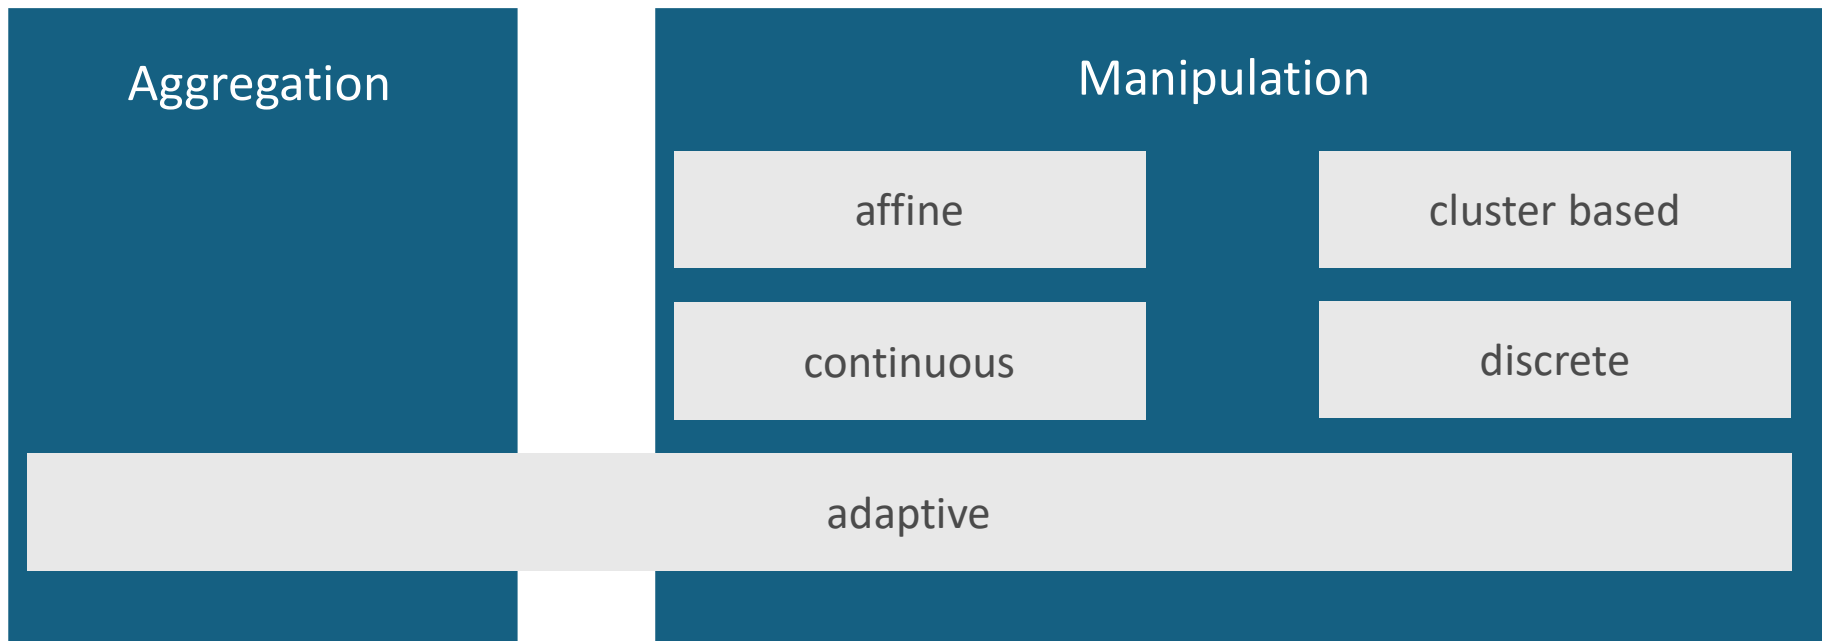 Aggregation
Manipulation
affine
cluster based
continuous
discrete
adaptive